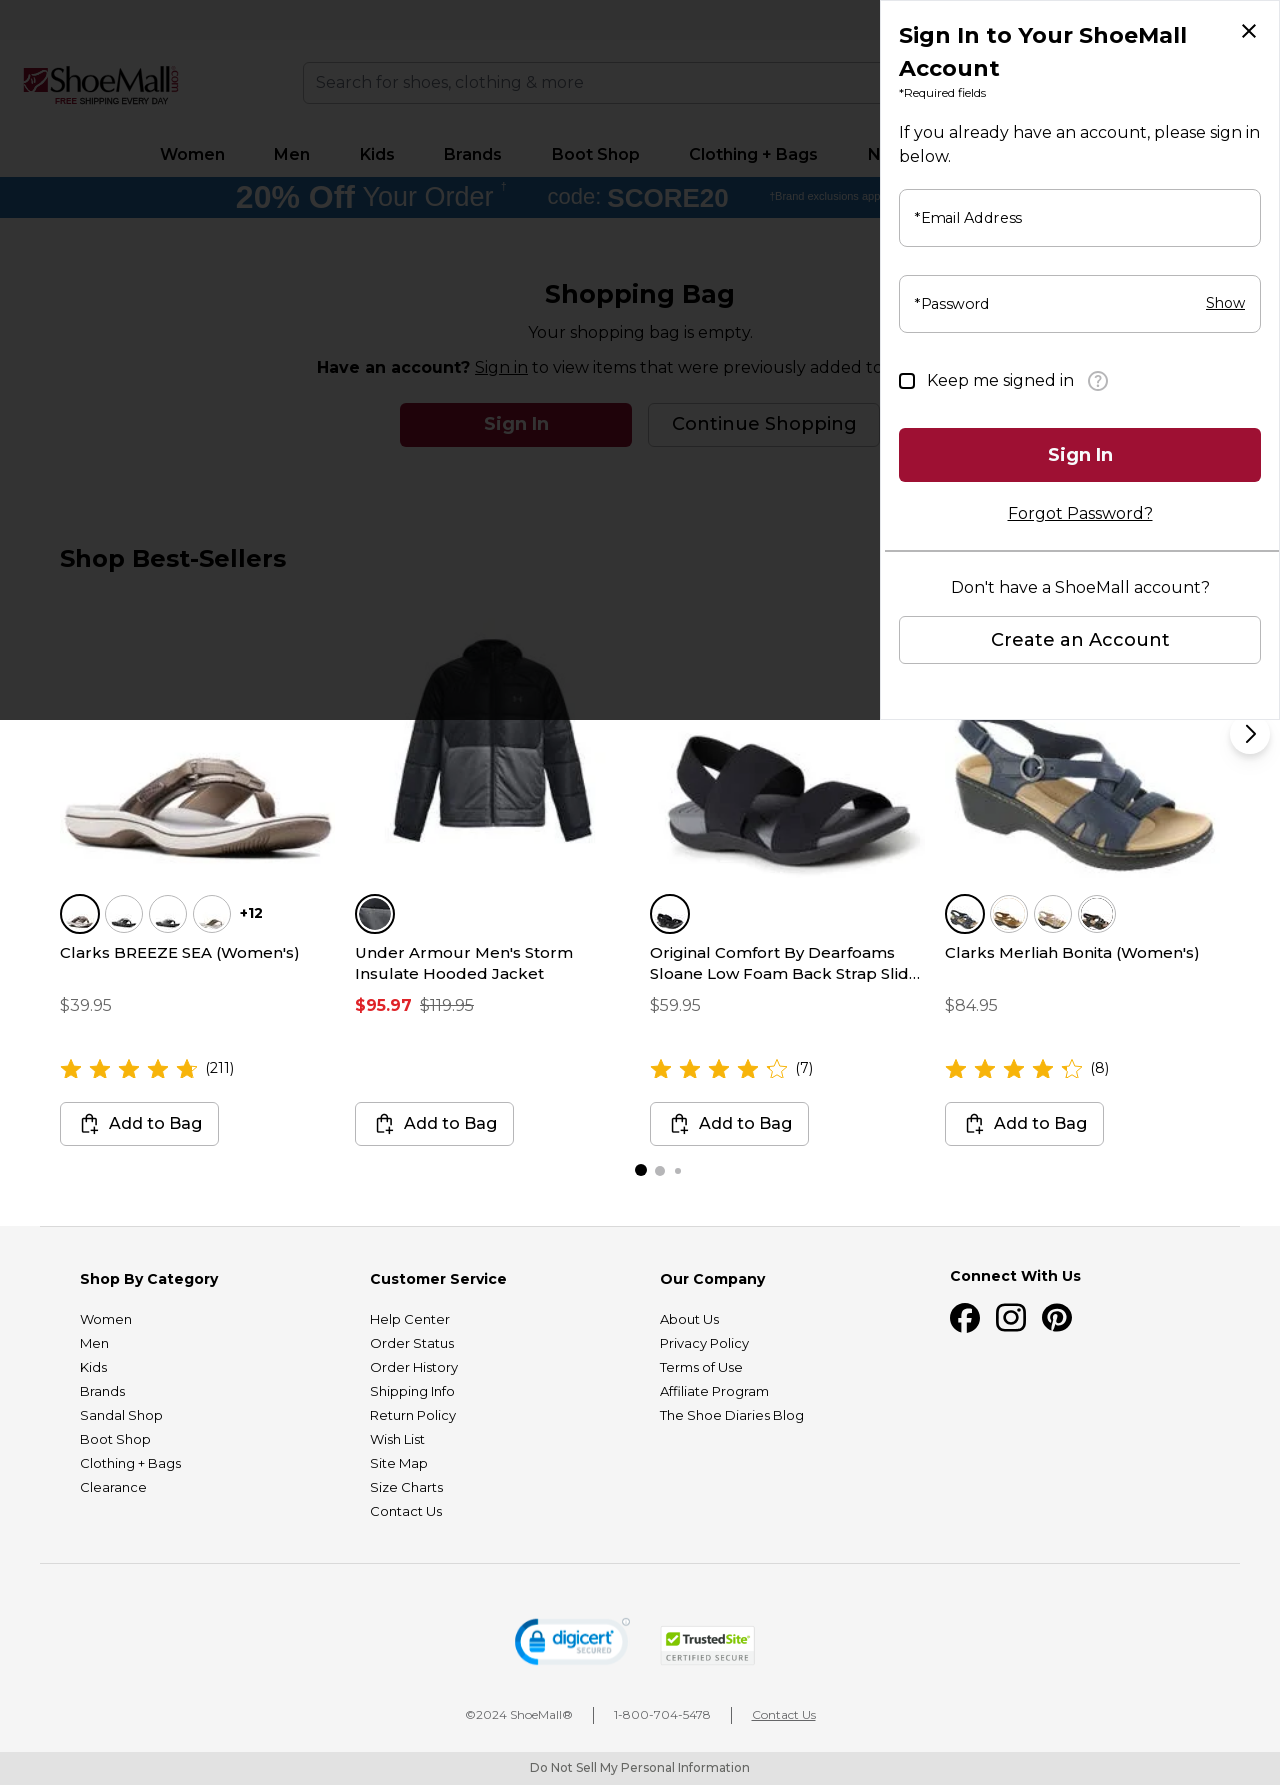 ShoeMall.com
FREE SHIPPING EVERY DAY
Search for shoes, clothing & more
Women Men Kids Brands Boot Shop Clothing + Bags N
20% Off Your Order † code: SCORE20 †Brand exclusions app
Shopping Bag
Your shopping bag is empty.
Have an account? Sign in to view items that were previously added to
Sign In
Continue Shopping
Sign In to Your ShoeMall
Account
*Required fields
If you already have an account, please sign in
below.
*Email Address
*Password
Show
Keep me signed in ?
Sign In
Forgot Password?
Don't have a ShoeMall account?
Create an Account
Shop Best-Sellers
+12
Clarks BREEZE SEA (Women's)
$39.95
(211)
Add to Bag
Under Armour Men's Storm
Insulate Hooded Jacket
$95.97 $119.95
Add to Bag
Original Comfort By Dearfoams
Sloane Low Foam Back Strap Slid...
$59.95
(7)
Add to Bag
Clarks Merliah Bonita (Women's)
$84.95
(8)
Add to Bag
Shop By Category
Women
Men
Kids
Brands
Sandal Shop
Boot Shop
Clothing + Bags
Clearance
Customer Service
Help Center
Order Status
Order History
Shipping Info
Return Policy
Wish List
Site Map
Size Charts
Contact Us
Our Company
About Us
Privacy Policy
Terms of Use
Affiliate Program
The Shoe Diaries Blog
Connect With Us
digicert
SECURED
TrustedSite
CERTIFIED SECURE
©2024 ShoeMall® | 1-800-704-5478 | Contact Us
Do Not Sell My Personal Information